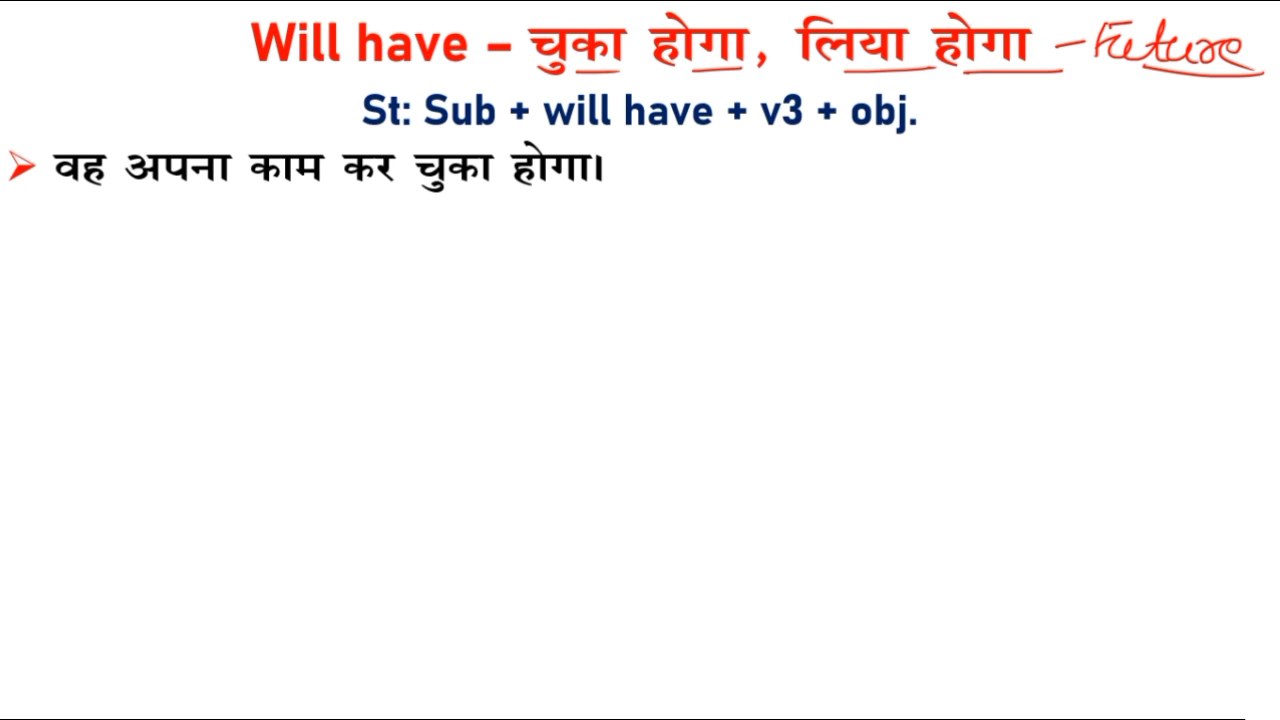 Will have – चुका होगा, लिया होगा – Future
St: Sub + will have + v3 + obj.
वह अपना काम कर चुका होगा।